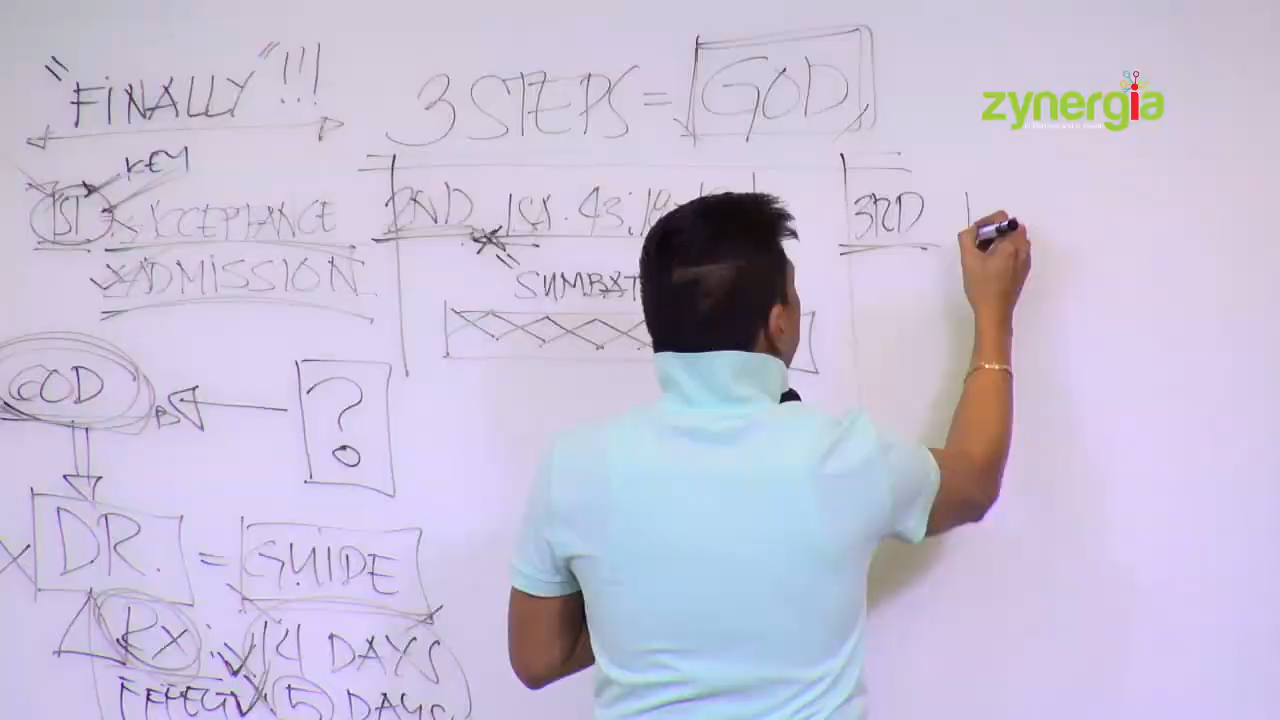 "FINALLY"!!!
3 STEPS = GOD
zynergia
KEY
1ST ACCEPTANCE
ADMISSION
2ND
3RD
GOD
?
X DR. = GUIDE
RX: 14 DAYS
5 DAYS